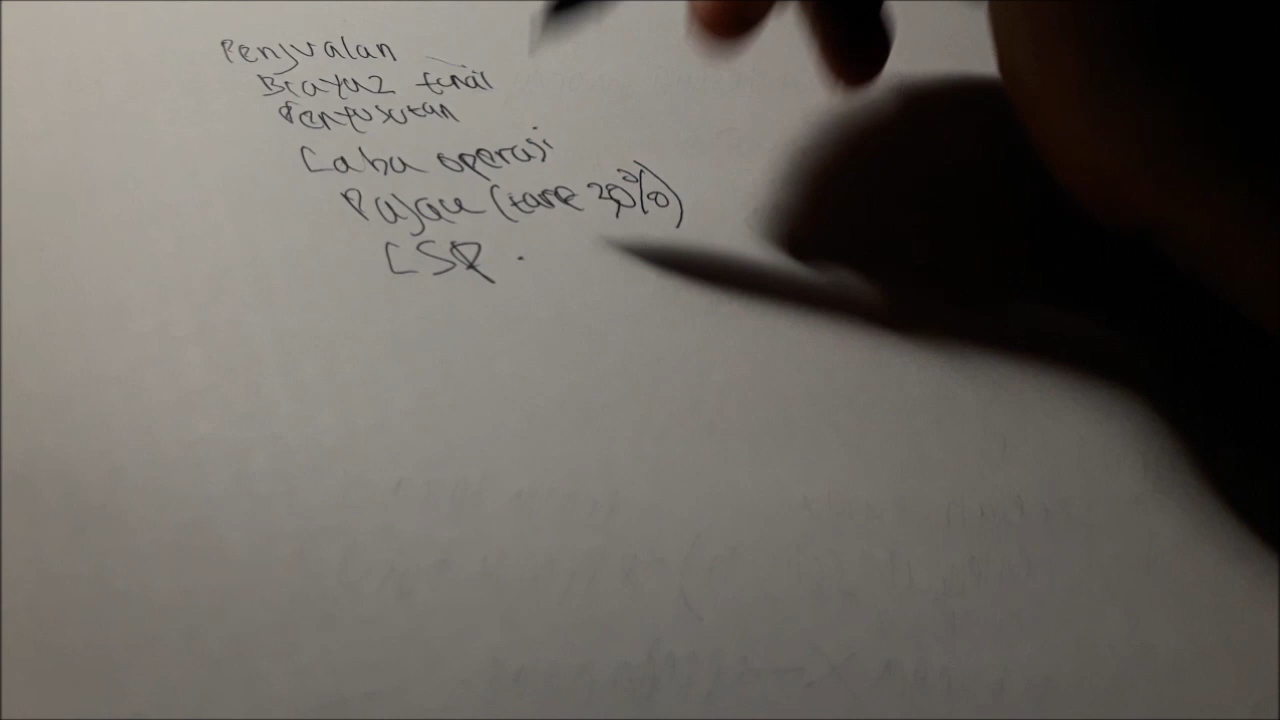 Penjualan
Biaya2 tunai
Penyusutan
Laba operasi
Pajak (tarif 30%)
LSP.